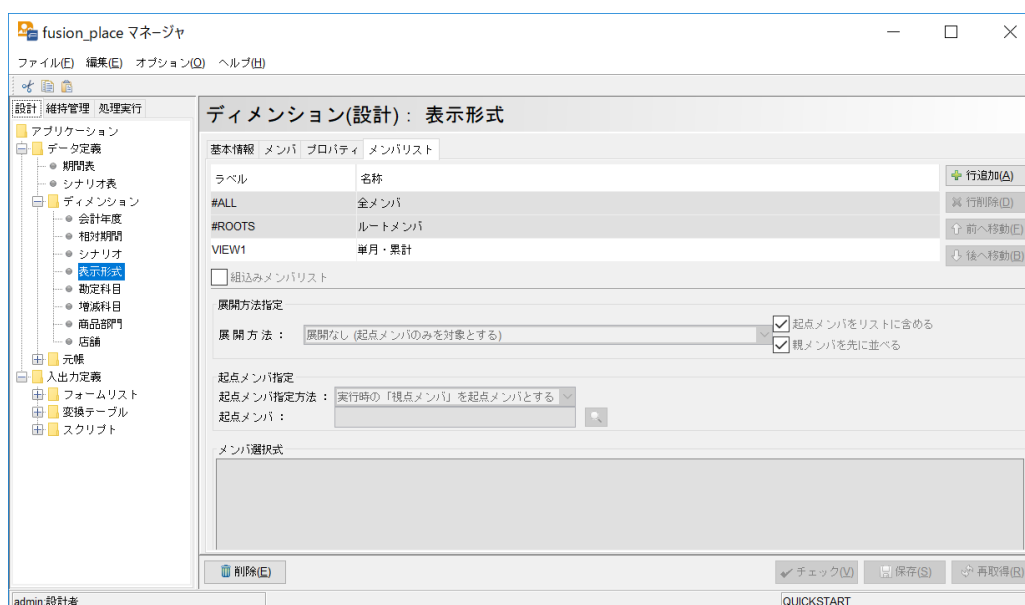 fusion_place マネージャ
ファイル(F) 編集(E) オプション(O) ヘルプ(H)
設計 維持管理 処理実行
アプリケーション
データ定義
期間表
シナリオ表
ディメンション
会計年度
相対期間
シナリオ
表示形式
勘定科目
増減科目
商品部門
店舗
元帳
入出力定義
フォームリスト
変換テーブル
スクリプト
ディメンション(設計) : 表示形式
基本情報 メンバ プロパティ メンバリスト
ラベル 名称
#ALL 全メンバ
#ROOTS ルートメンバ
VIEW1 単月・累計
行追加(A)
行削除(D)
前へ移動(F)
後へ移動(B)
組込みメンバリスト
展開方法指定
展開方法 : 展開なし (起点メンバのみを対象とする)
起点メンバをリストに含める
親メンバを先に並べる
起点メンバ指定
起点メンバ指定方法 : 実行時の「視点メンバ」を起点メンバとする
起点メンバ :
メンバ選択式
削除(E) チェック(V) 保存(S) 再取得(R)
admin:設計者 QUICKSTART